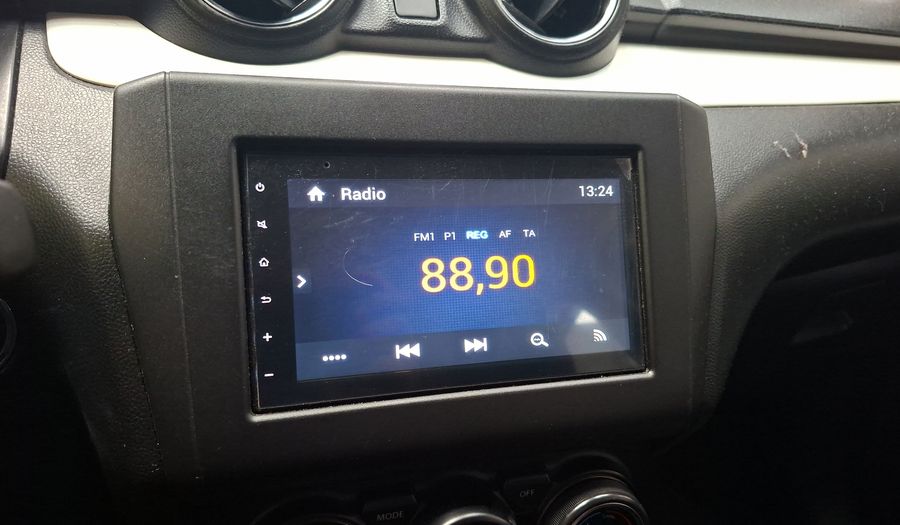 Radio 13:24
FM1 P1 REG AF TA
88,90
MODE OFF